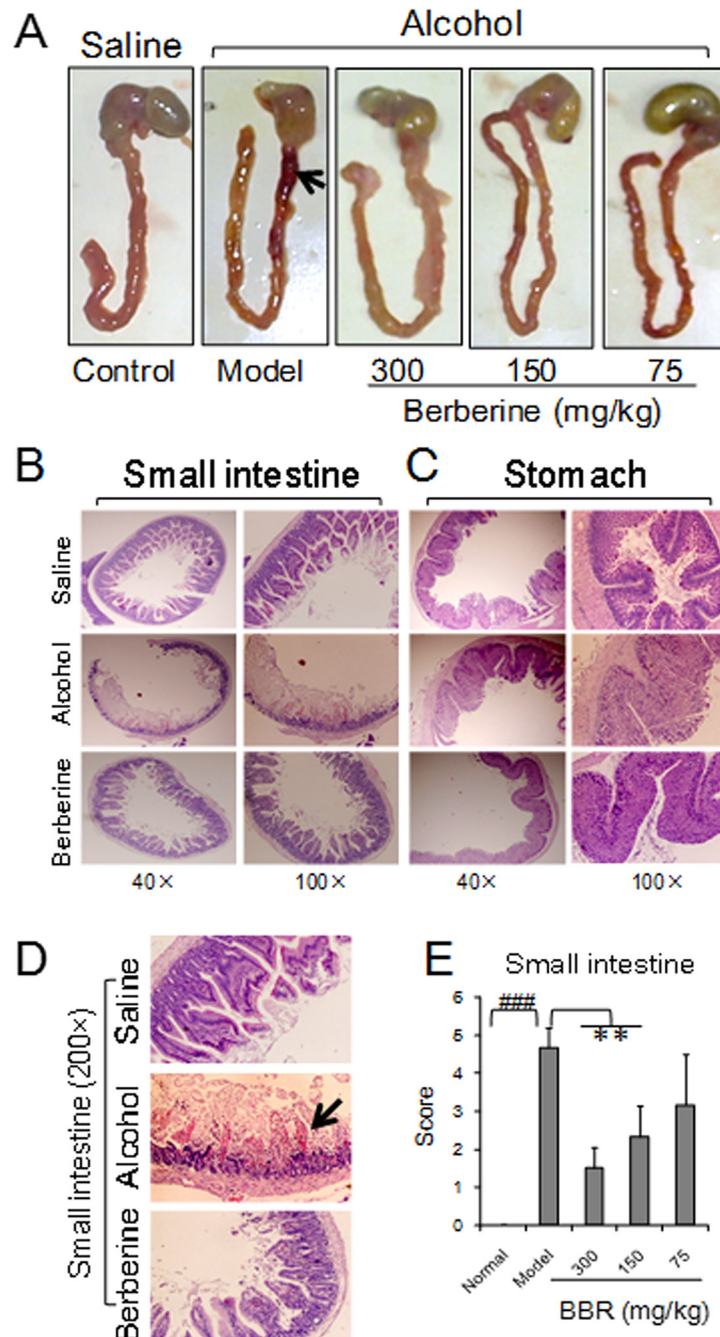 A
Saline Alcohol
Control Model 300 150 75
Berberine (mg/kg)
B Small intestine
Saline
Alcohol
Berberine
40× 100×
C Stomach
40× 100×
D
Small intestine (200×)
Saline
Alcohol
Berberine
E Small intestine
###
**
Score
6
5
4
3
2
1
0
Normal Model 300 150 75
BBR (mg/kg)